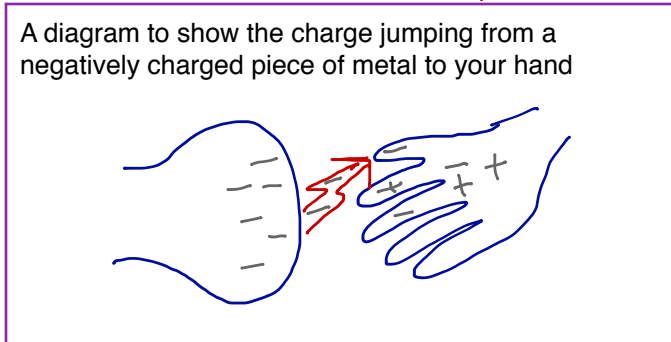 A diagram to show the charge jumping from a
negatively charged piece of metal to your hand